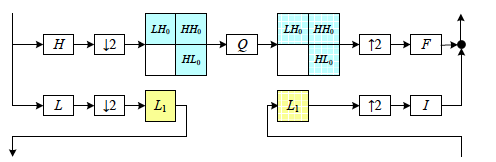 LH₀ HH₀ LH₀ HH₀
H ↓2 Q ↑2 F
HL₀ HL₀
L ↓2 L₁ L₁ ↑2 I